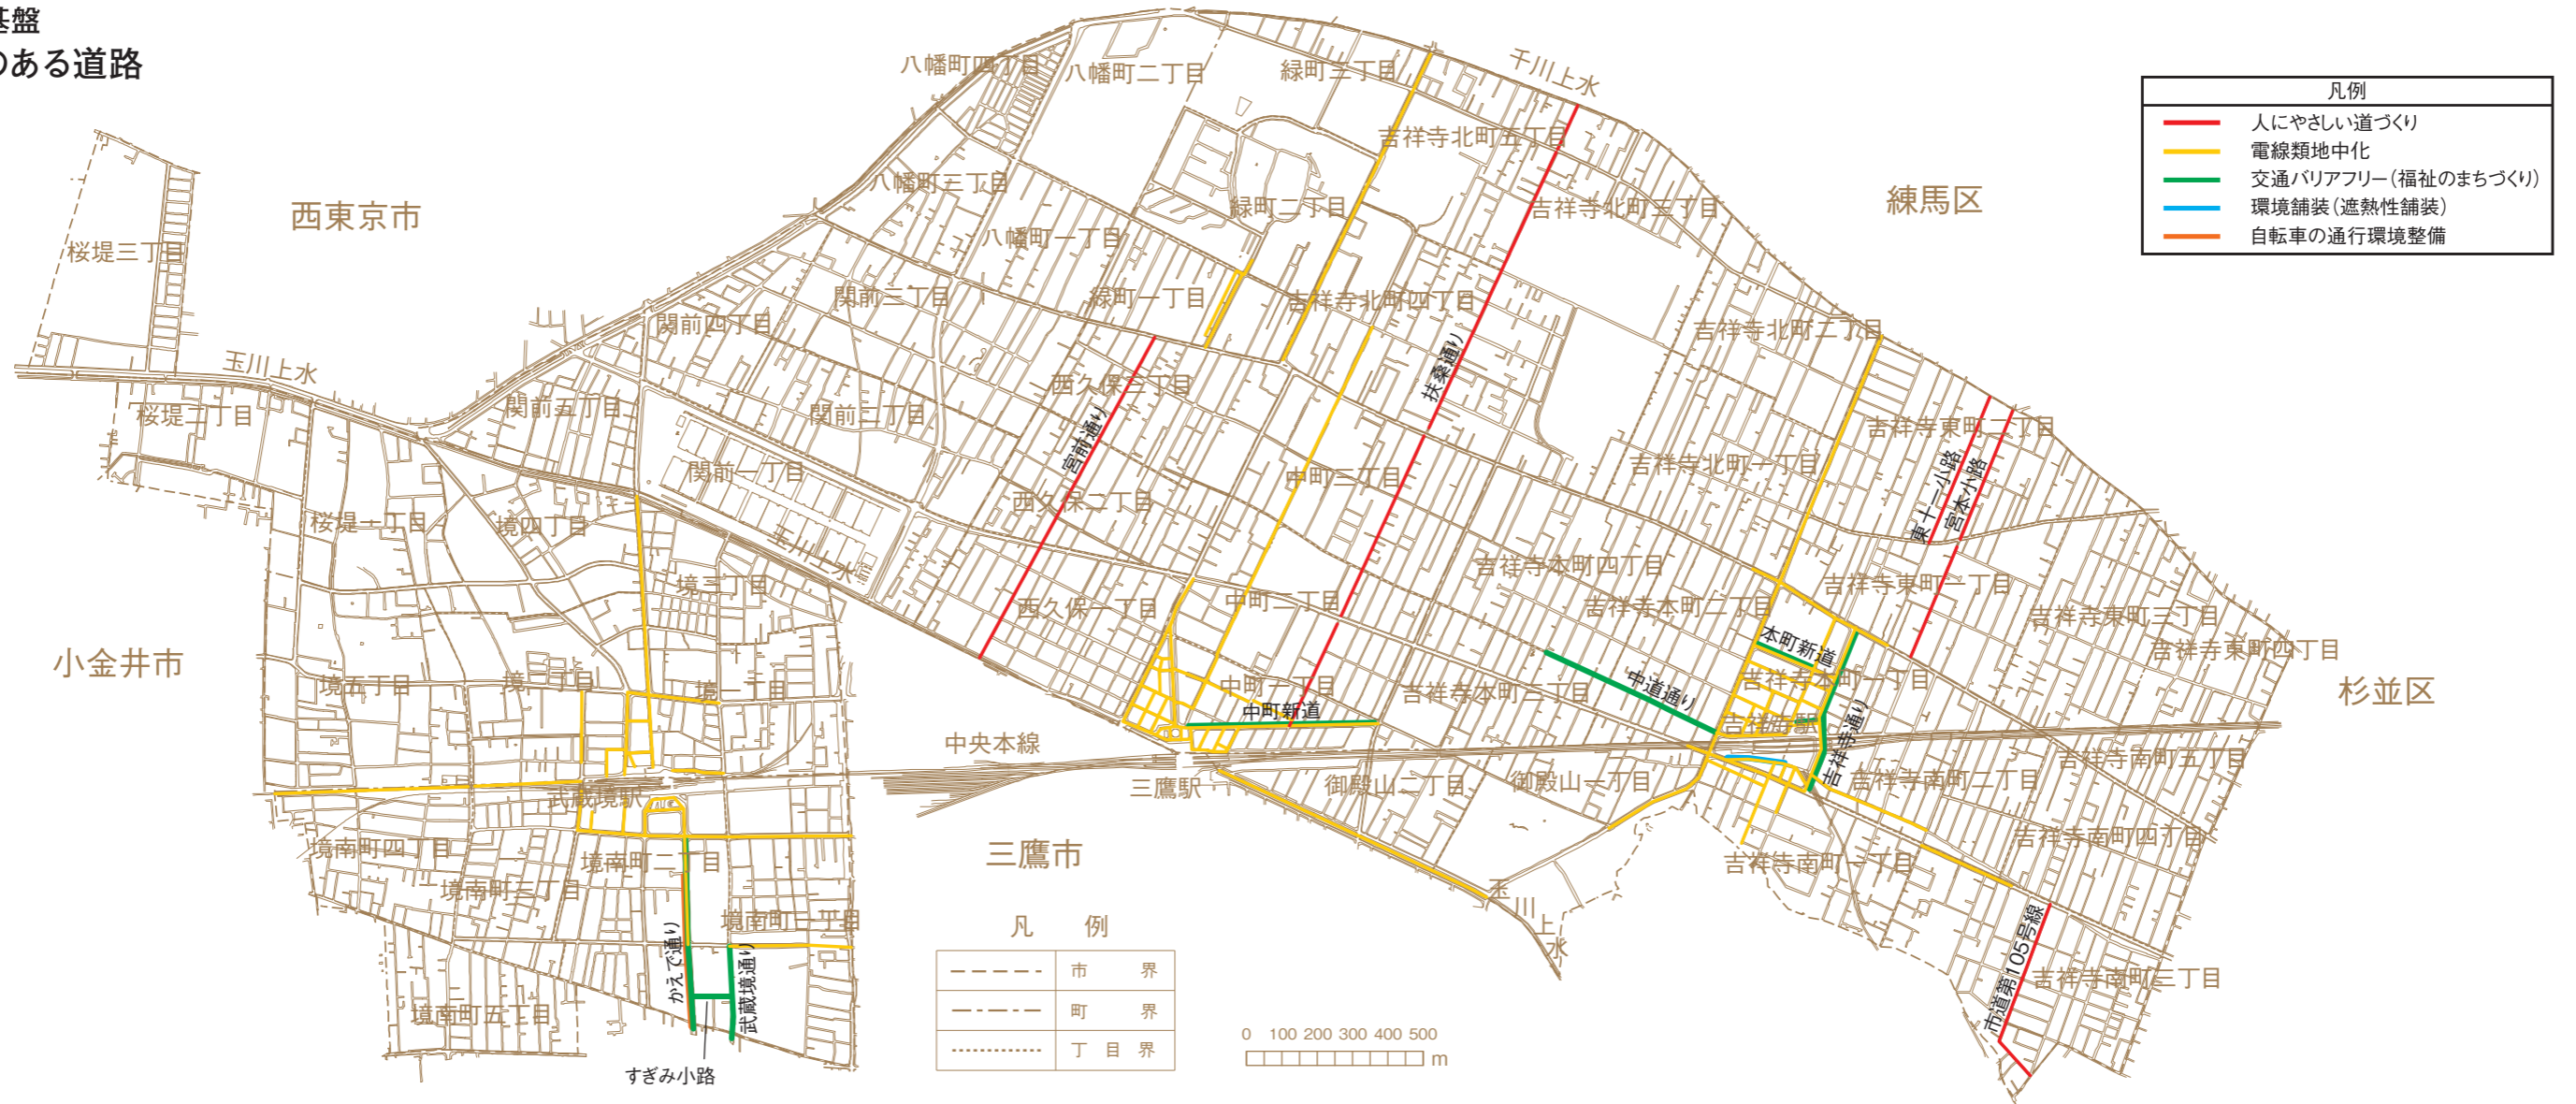 基盤
のある道路
凡例
人にやさしい道づくり
電線類地中化
交通バリアフリー(福祉のまちづくり)
環境舗装(遮熱性舗装)
自転車の通行環境整備
千川上水
八幡町四丁目
八幡町二丁目
緑町三丁目
吉祥寺北町五丁目
八幡町三丁目
緑町二丁目
吉祥寺北町三丁目
練馬区
西東京市
桜堤三丁目
八幡町一丁目
関前三丁目
緑町一丁目
吉祥寺北町四丁目
関前四丁目
吉祥寺北町二丁目
玉川上水
扶桑通り
桜堤二丁目
関前五丁目
関前二丁目
西久保三丁目
宮前通り
吉祥寺東町二丁目
関前一丁目
西久保二丁目
中町三丁目
吉祥寺北町一丁目
東十一小路
宮本小路
桜堤一丁目
境四丁目
玉川上水
境三丁目
吉祥寺本町四丁目
吉祥寺東町一丁目
西久保一丁目
中町二丁目
吉祥寺本町二丁目
吉祥寺東町三丁目
本町新道
吉祥寺東町四丁目
小金井市
境五丁目
境二丁目
境一丁目
中町一丁目
吉祥寺本町三丁目
中道通り
吉祥寺本町一丁目
杉並区
中町新道
吉祥寺駅
吉祥寺通り
中央本線
三鷹駅
御殿山二丁目
御殿山一丁目
吉祥寺南町二丁目
吉祥寺南町五丁目
武蔵境駅
境南町四丁目
境南町二丁目
三鷹市
吉祥寺南町一丁目
吉祥寺南町四丁目
境南町三丁目
境南町一丁目
玉川上水
かえで通り
武蔵境通り
市道第105号線
吉祥寺南町三丁目
境南町五丁目
すぎみ小路
凡 例
市 界
町 界
丁 目 界
0 100 200 300 400 500
m